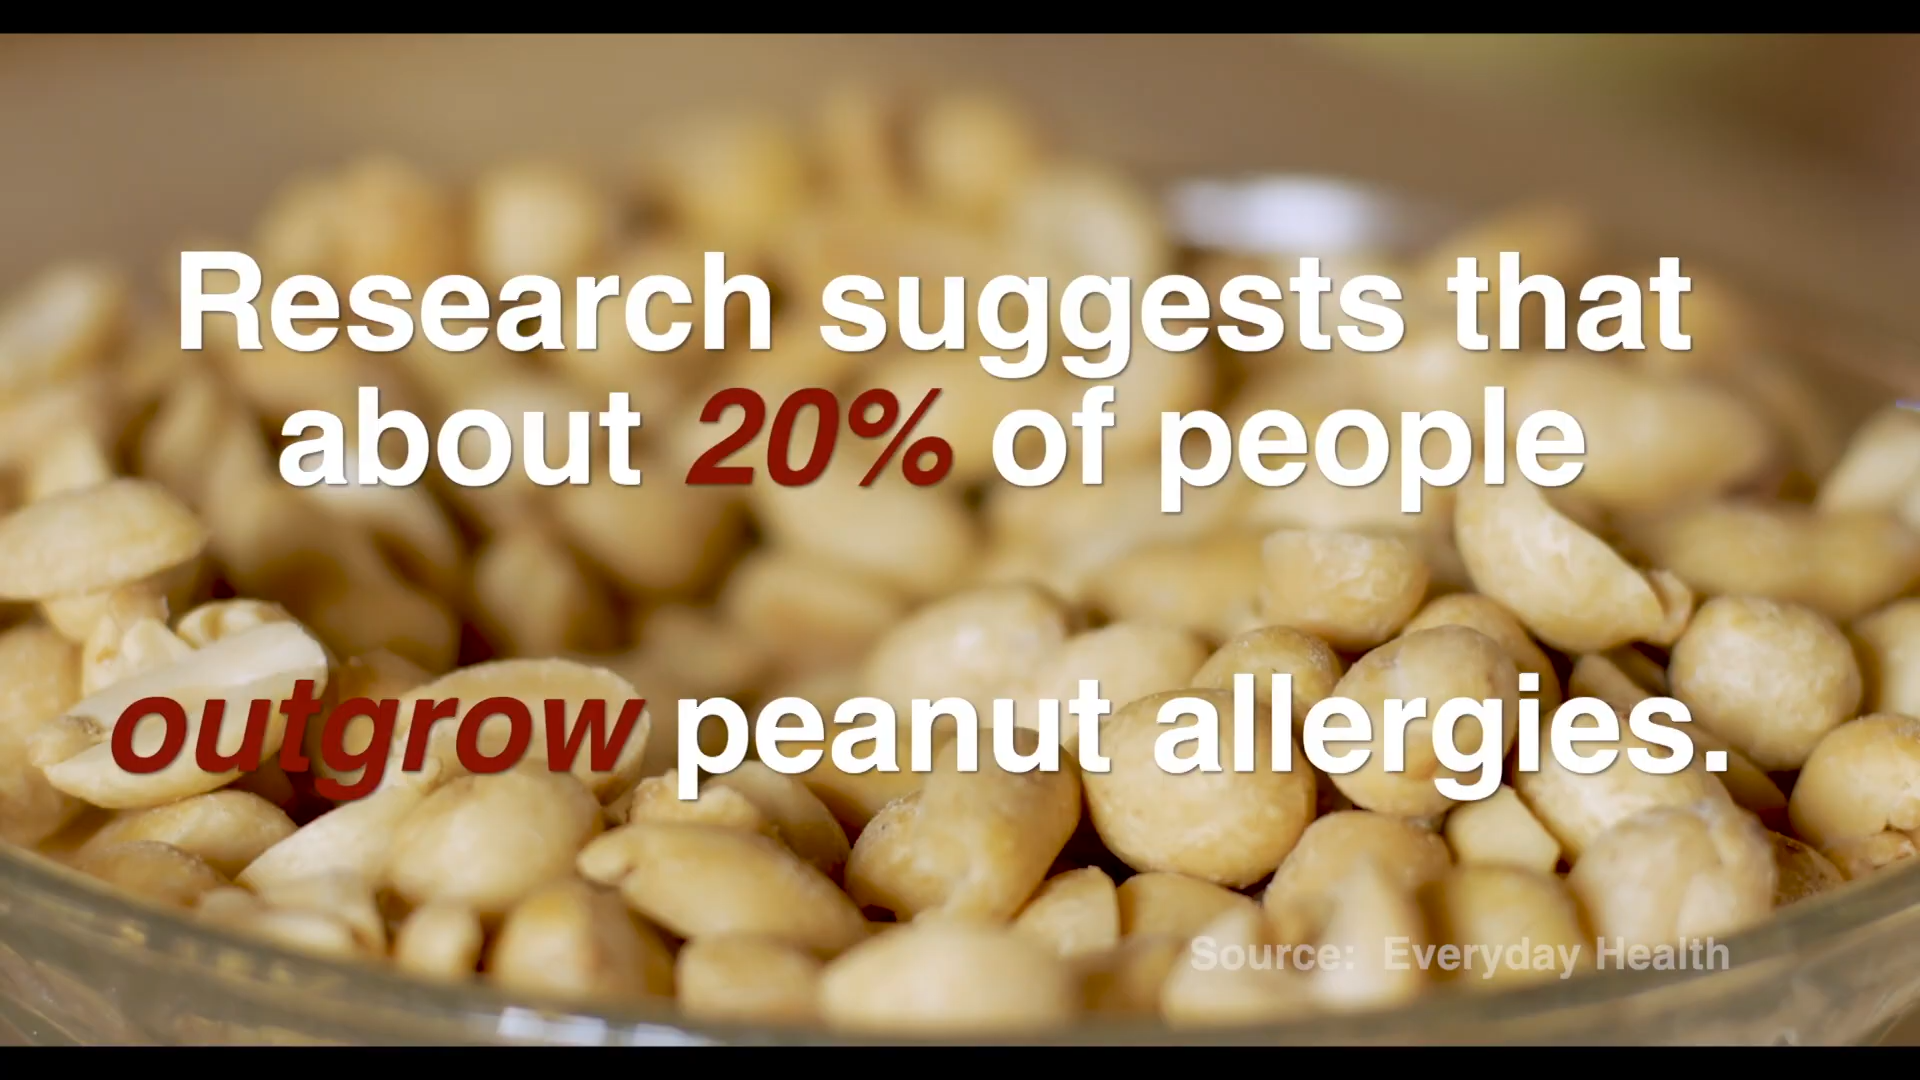 Research suggests that
about 20% of people
outgrow peanut allergies.
Source: Everyday Health